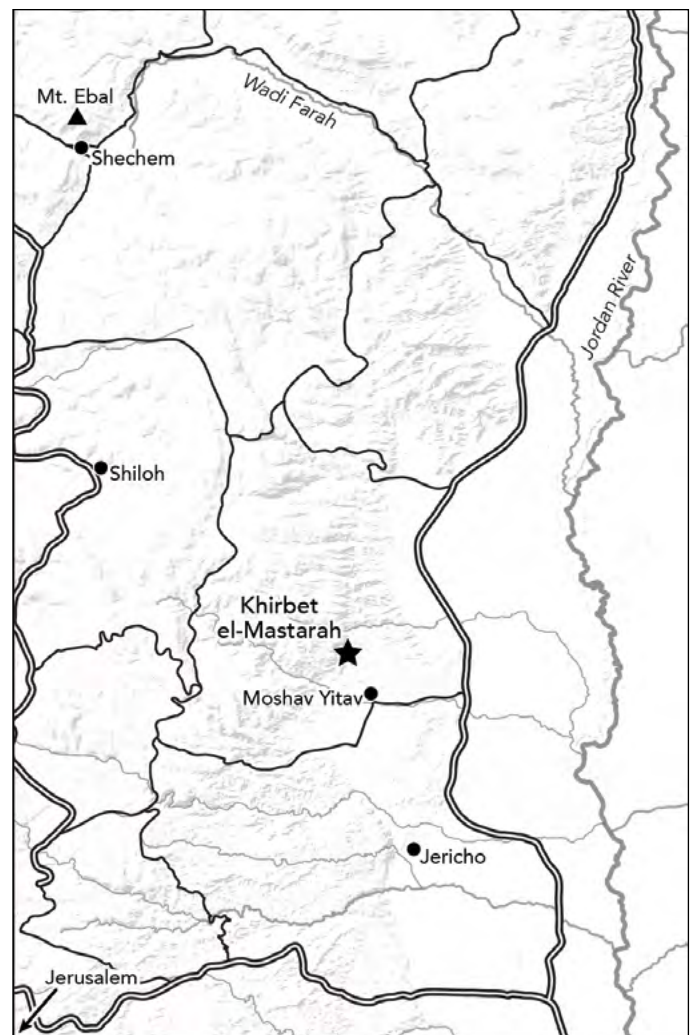 Mt. Ebal
Wadi Farah
Shechem
Jordan River
Shiloh
Khirbet
el-Mastarah
Moshav Yitav
Jericho
Jerusalem